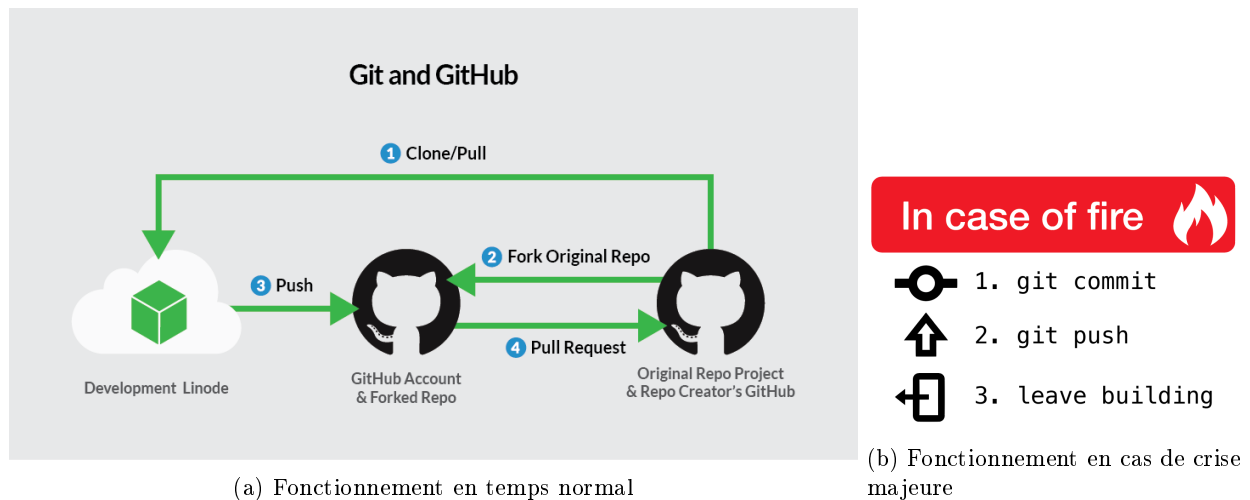 Git and GitHub
1 Clone/Pull
2 Fork Original Repo
3 Push
4 Pull Request
Development Linode
GitHub Account
& Forked Repo
Original Repo Project
& Repo Creator's GitHub
(a) Fonctionnement en temps normal
In case of fire
1. git commit
2. git push
3. leave building
(b) Fonctionnement en cas de crise
majeure